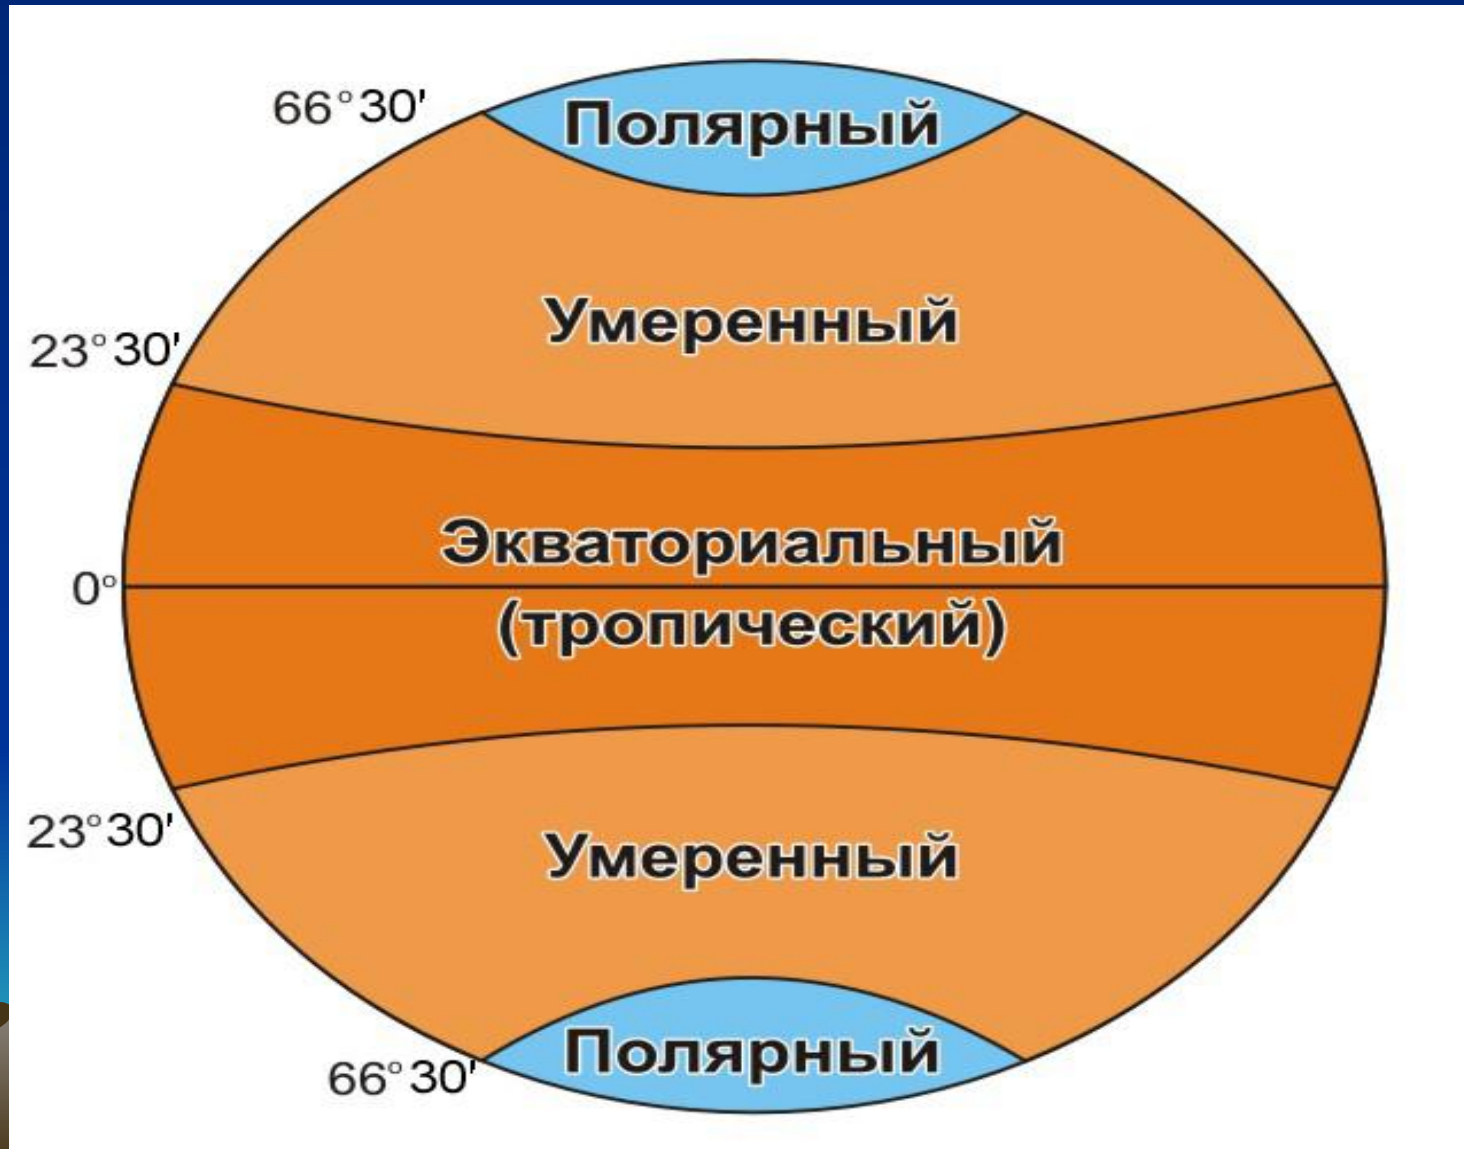 66°30'
Полярный
Умеренный
23°30'
Экваториальный
0°
(тропический)
23°30'
Умеренный
Полярный
66°30'